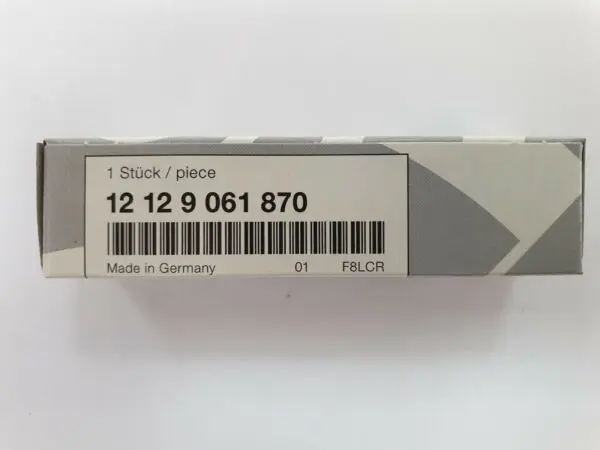 1 Stück / piece
12 12 9 061 870
Made in Germany 01 F8LCR